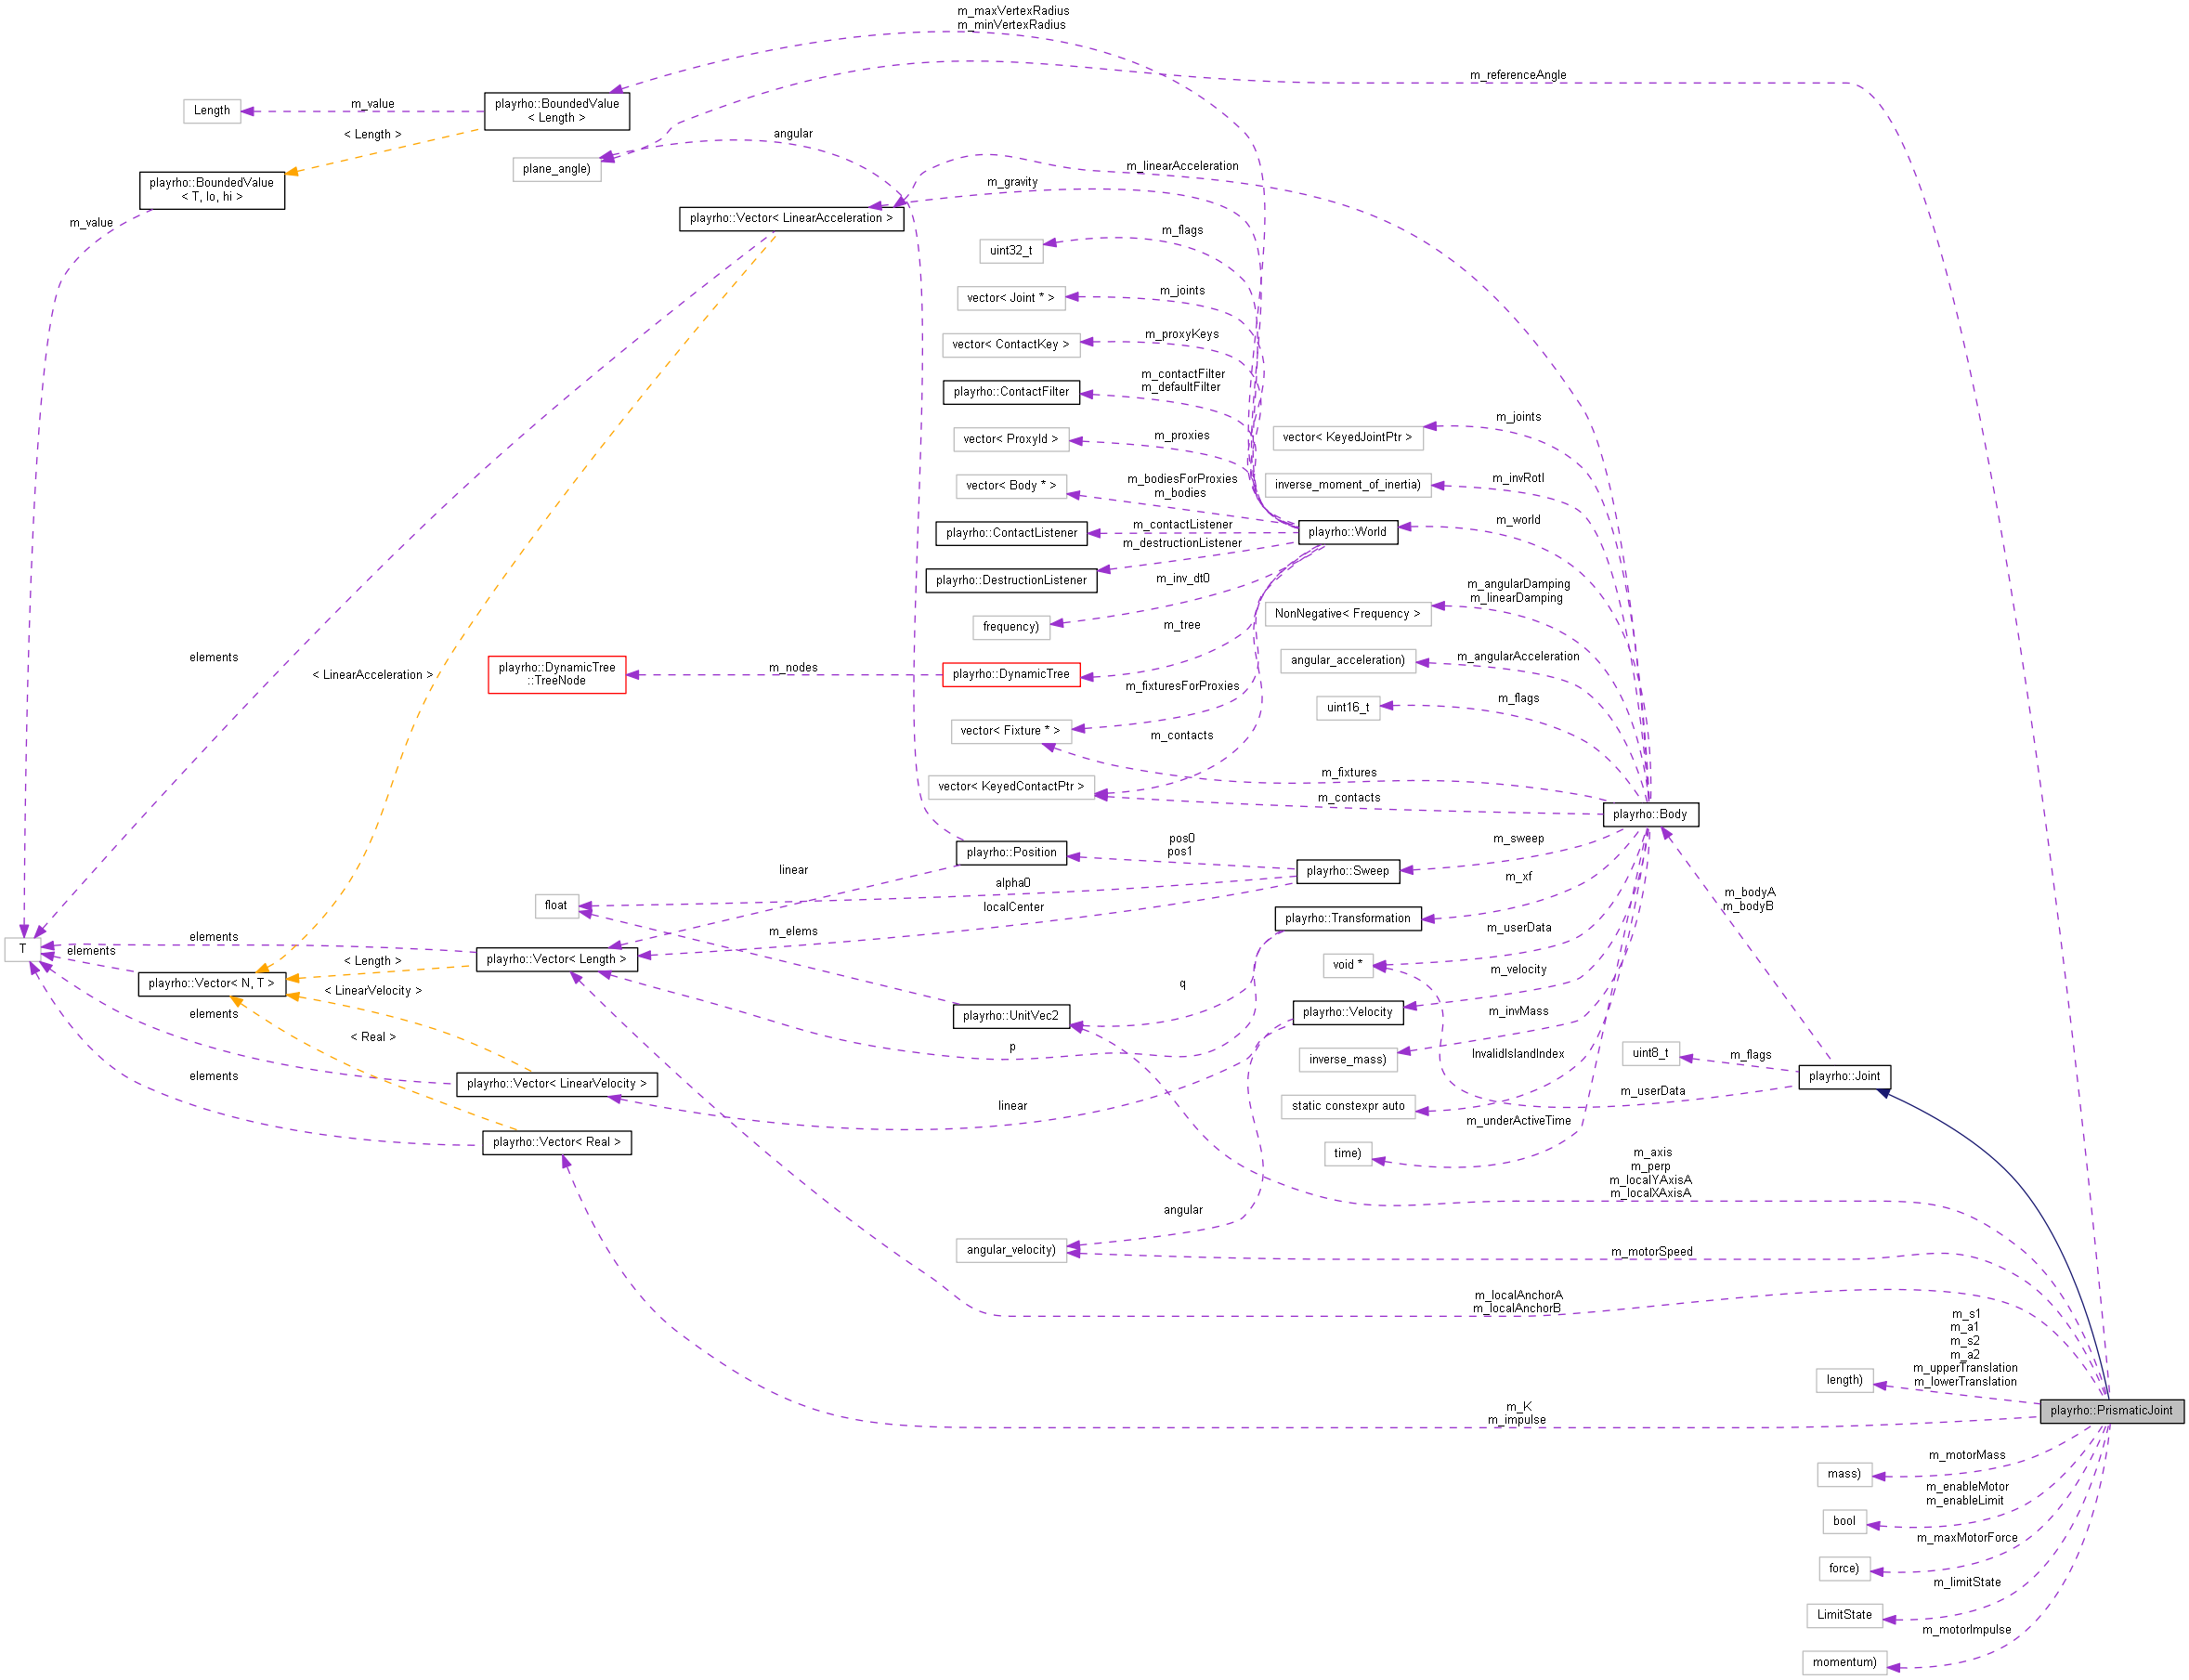 m_maxVertexRadius
m_minVertexRadius
m_referenceAngle
Length
m_value
playrho::BoundedValue
< Length >
< Length >
angular
plane_angle)
m_linearAcceleration
playrho::BoundedValue
< T, lo, hi >
m_gravity
m_value
playrho::Vector< LinearAcceleration >
m_flags
uint32_t
m_joints
vector< Joint * >
m_proxyKeys
vector< ContactKey >
m_contactFilter
m_defaultFilter
playrho::ContactFilter
m_joints
vector< KeyedJointPtr >
m_proxies
vector< ProxyId >
m_bodiesForProxies
m_bodies
vector< Body * >
m_invRotI
inverse_moment_of_inertia)
m_world
playrho::World
m_contactListener
playrho::ContactListener
m_destructionListener
playrho::DestructionListener
m_inv_dt0
frequency)
m_angularDamping
m_linearDamping
NonNegative< Frequency >
m_tree
elements
< LinearAcceleration >
playrho::DynamicTree
::TreeNode
m_nodes
playrho::DynamicTree
m_angularAcceleration
angular_acceleration)
m_fixturesForProxies
m_flags
uint16_t
vector< Fixture * >
m_contacts
m_fixtures
vector< KeyedContactPtr >
m_contacts
playrho::Body
pos0
pos1
m_sweep
playrho::Position
playrho::Sweep
linear
alpha0
m_xf
float
localCenter
playrho::Transformation
m_elems
m_userData
elements
T
elements
< Length >
playrho::Vector< Length >
void *
m_velocity
playrho::Vector< N, T >
< LinearVelocity >
q
playrho::UnitVec2
playrho::Velocity
m_invMass
elements
< Real >
p
inverse_mass)
InvalidIslandIndex
uint8_t
m_flags
playrho::Joint
m_bodyA
m_bodyB
elements
playrho::Vector< LinearVelocity >
linear
static constexpr auto
m_userData
m_underActiveTime
playrho::Vector< Real >
time)
m_axis
m_perp
m_localYAxisA
m_localXAxisA
angular
angular_velocity)
m_motorSpeed
m_localAnchorA
m_localAnchorB
m_s1
m_a1
m_s2
m_a2
m_upperTranslation
m_lowerTranslation
length)
m_K
m_impulse
playrho::PrismaticJoint
m_motorMass
mass)
m_enableMotor
m_enableLimit
bool
m_maxMotorForce
force)
m_limitState
LimitState
m_motorImpulse
momentum)